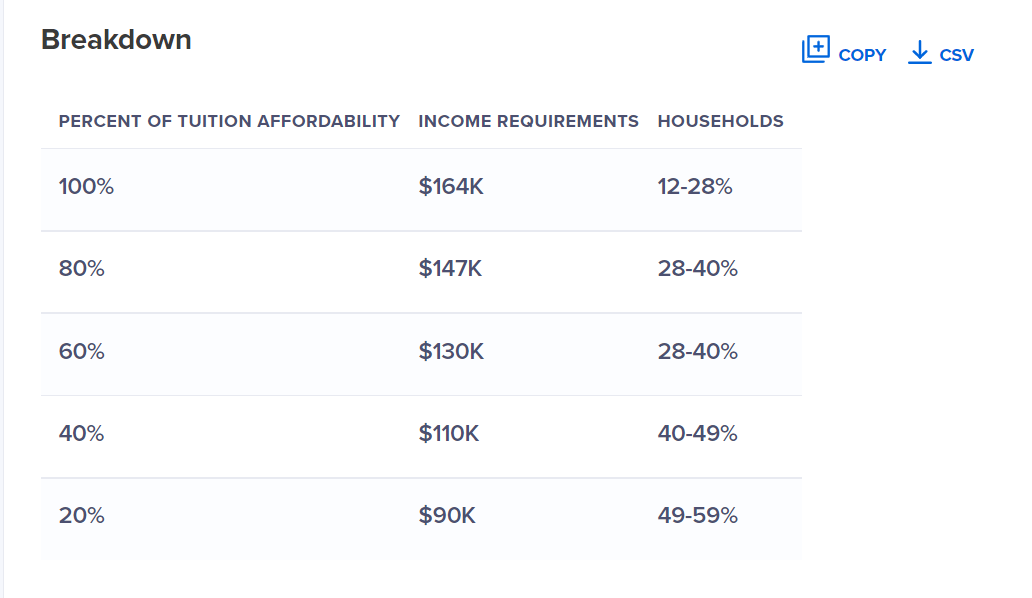 Breakdown
COPY CSV
PERCENT OF TUITION AFFORDABILITY INCOME REQUIREMENTS HOUSEHOLDS
100% $164K 12-28%
80% $147K 28-40%
60% $130K 28-40%
40% $110K 40-49%
20% $90K 49-59%